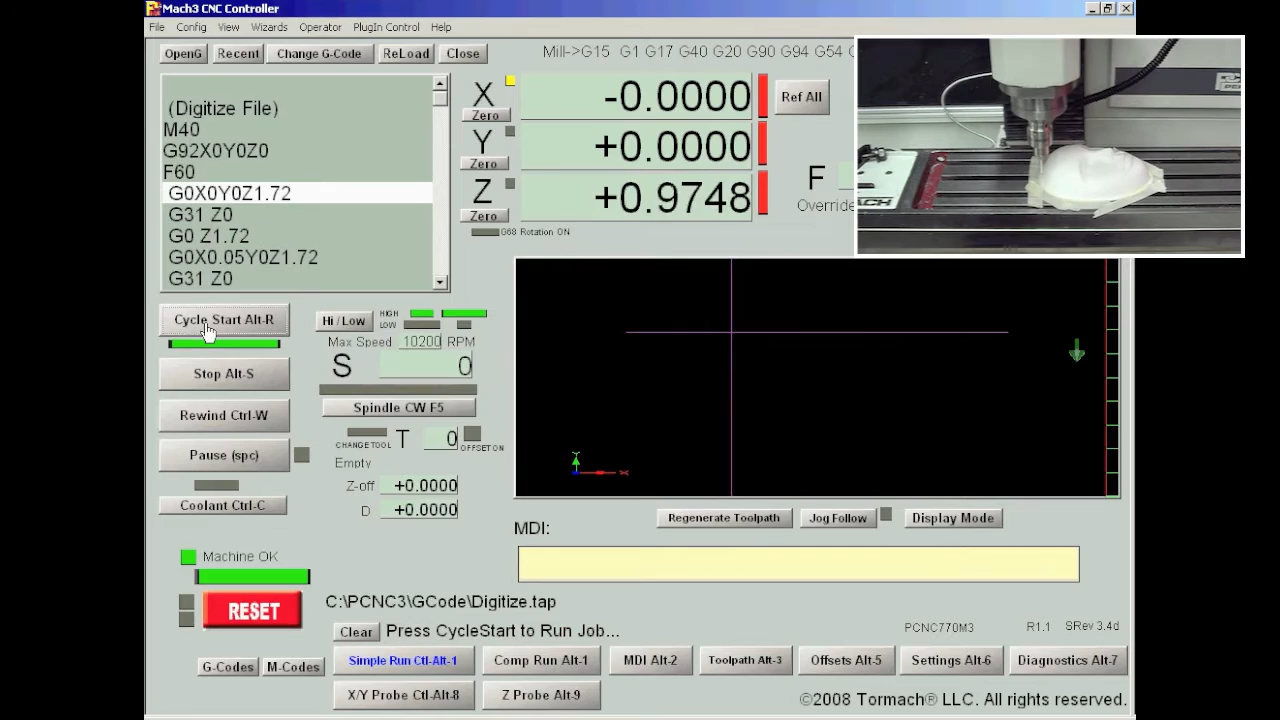 Mach3 CNC Controller
File Config View Wizards Operator PlugIn Control Help
OpenG Recent Change G-Code ReLoad Close
Mill->G15 G1 G17 G40 G20 G90 G94 G54
(Digitize File)
M40
G92X0Y0Z0
F60
G0X0Y0Z1.72
G31 Z0
G0 Z1.72
G0X0.05Y0Z1.72
G31 Z0
X -0.0000
Zero
Y +0.0000
Zero
Z +0.9748
Zero
G68 Rotation ON
Ref All
F
Override
Cycle Start Alt-R
Stop Alt-S
Rewind Ctrl-W
Pause (spc)
Coolant Ctrl-C
Hi / Low
HIGH
LOW
Max Speed 10200 RPM
S 0
Spindle CW F5
CHANGE TOOL T 0 OFFSET ON
Empty
Z-off +0.0000
D +0.0000
Regenerate Toolpath Jog Follow Display Mode
MDI:
Machine OK
RESET
C:\PCNC3\GCode\Digitize.tap
Clear Press CycleStart to Run Job...
PCNC770M3 R1.1 SRev 3.4d
G-Codes M-Codes
Simple Run Ctl-Alt-1 Comp Run Alt-1 MDI Alt-2 Toolpath Alt-3 Offsets Alt-5 Settings Alt-6 Diagnostics Alt-7
X/Y Probe Ctl-Alt-8 Z Probe Alt-9
©2008 Tormach® LLC. All rights reserved.